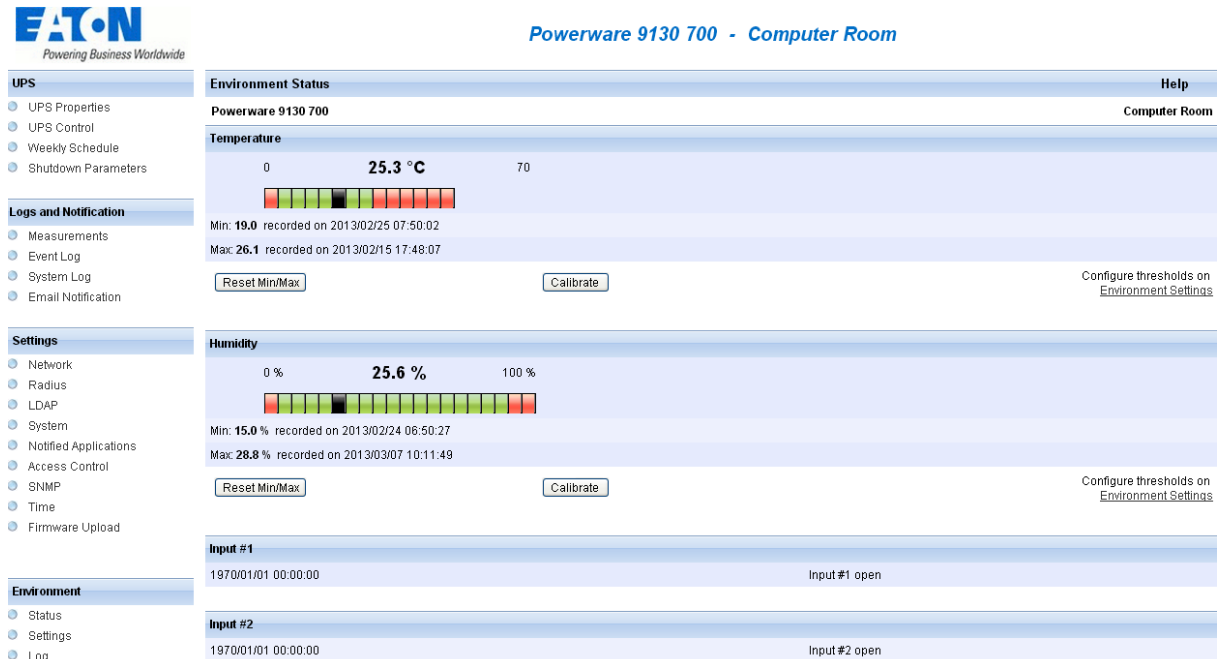 EATON
Powering Business Worldwide
Powerware 9130 700 - Computer Room
UPS
UPS Properties
UPS Control
Weekly Schedule
Shutdown Parameters
Logs and Notification
Measurements
Event Log
System Log
Email Notification
Settings
Network
Radius
LDAP
System
Notified Applications
Access Control
SNMP
Time
Firmware Upload
Environment
Status
Settings
Log
Environment Status Help
Powerware 9130 700 Computer Room
Temperature
0 25.3 °C 70
Min: 19.0 recorded on 2013/02/25 07:50:02
Max: 26.1 recorded on 2013/02/15 17:48:07
Reset Min/Max Calibrate Configure thresholds on
Environment Settings
Humidity
0 % 25.6 % 100 %
Min: 15.0 % recorded on 2013/02/24 06:50:27
Max: 28.8 % recorded on 2013/03/07 10:11:49
Reset Min/Max Calibrate Configure thresholds on
Environment Settings
Input #1
1970/01/01 00:00:00 Input #1 open
Input #2
1970/01/01 00:00:00 Input #2 open